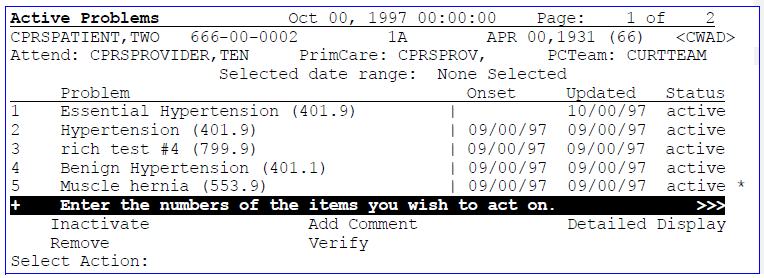 Active Problems Oct 00, 1997 00:00:00 Page: 1 of 2
CPRSPATIENT,TWO 666-00-0002 1A APR 00,1931 (66) <CWAD>
Attend: CPRSPROVIDER,TEN PrimCare: CPRSPROV, PCTeam: CURTTEAM
Selected date range: None Selected
Problem Onset Updated Status
1 Essential Hypertension (401.9) | 10/00/97 active
2 Hypertension (401.9) | 09/00/97 09/00/97 active
3 rich test #4 (799.9) | 09/00/97 09/00/97 active
4 Benign Hypertension (401.1) | 09/00/97 09/00/97 active
5 Muscle hernia (553.9) | 09/00/97 09/00/97 active *
+ Enter the numbers of the items you wish to act on. >>>
Inactivate Add Comment Detailed Display
Remove Verify
Select Action: